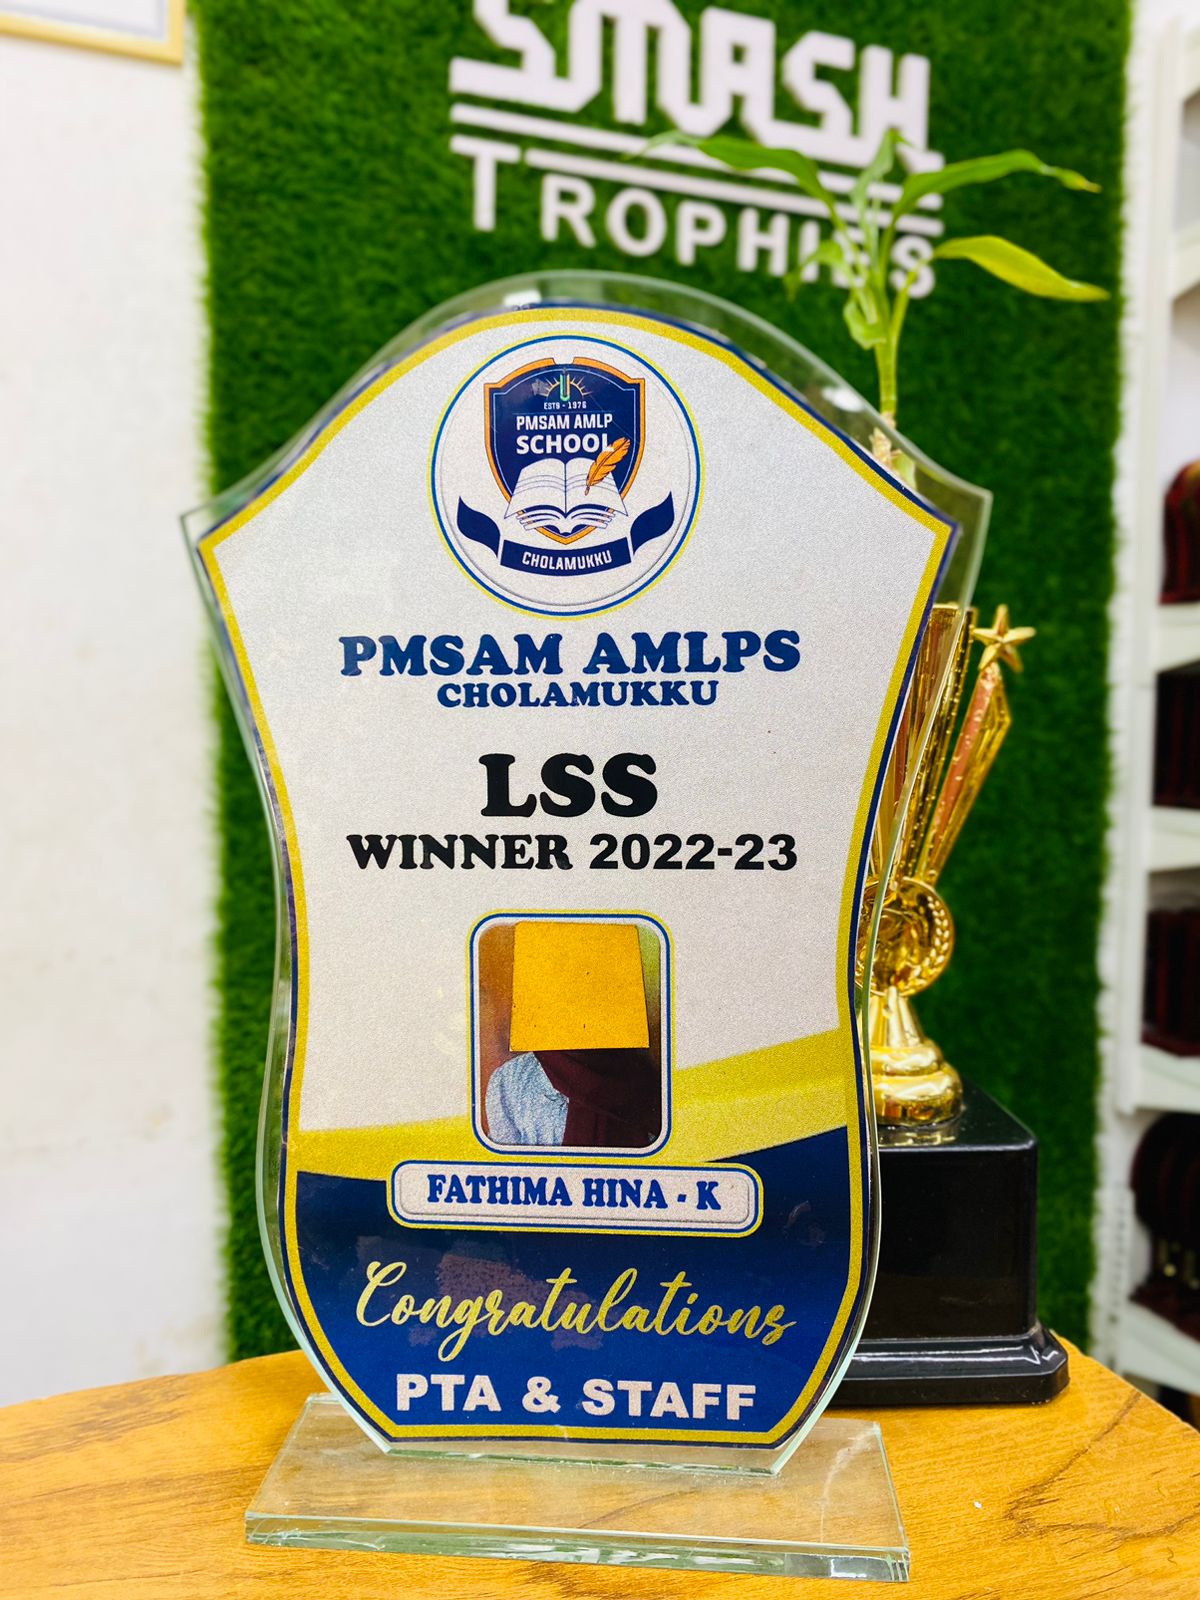 SMASH
TROPHIES
ESTB - 1976
PMSAM AMLP
SCHOOL
CHOLAMUKKU
PMSAM AMLPS
CHOLAMUKKU
LSS
WINNER 2022-23
FATHIMA HINA - K
Congratulations
PTA & STAFF